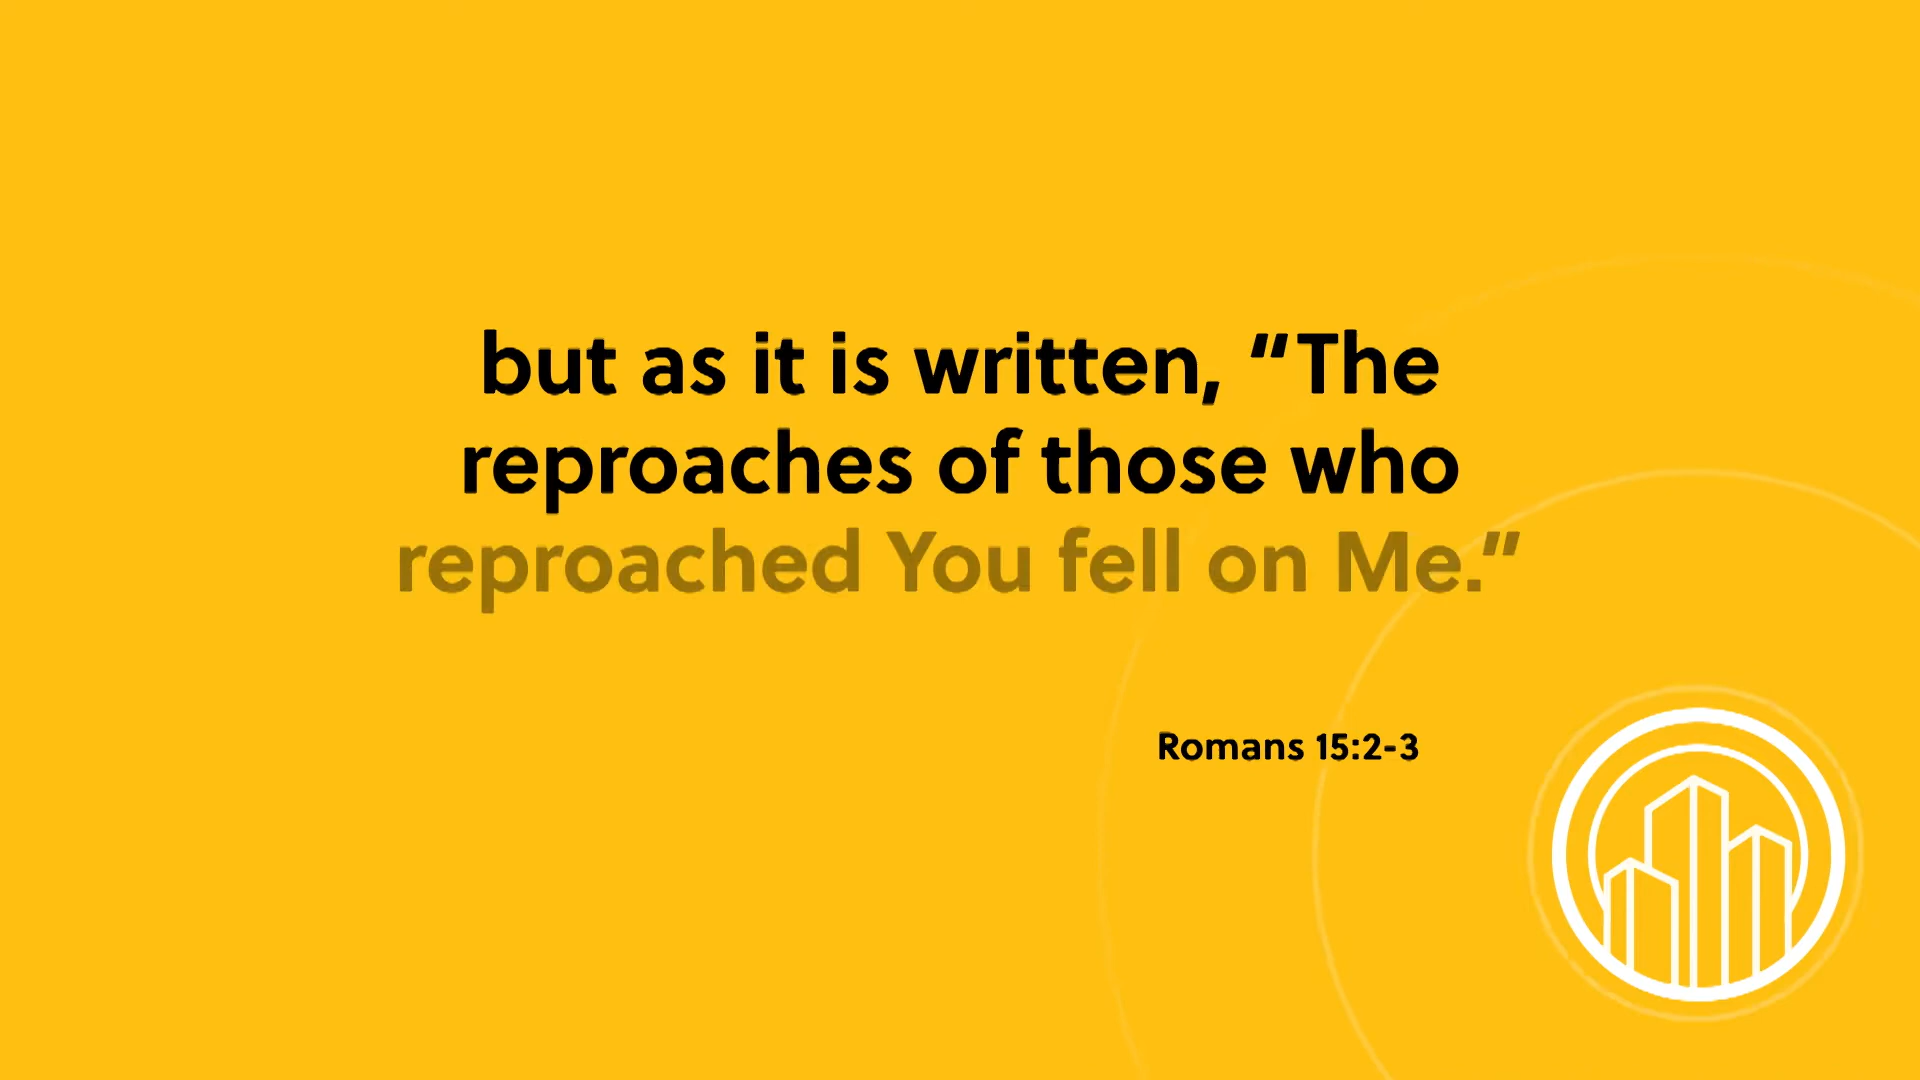 but as it is written, “The
reproaches of those who
reproached You fell on Me.”
Romans 15:2-3